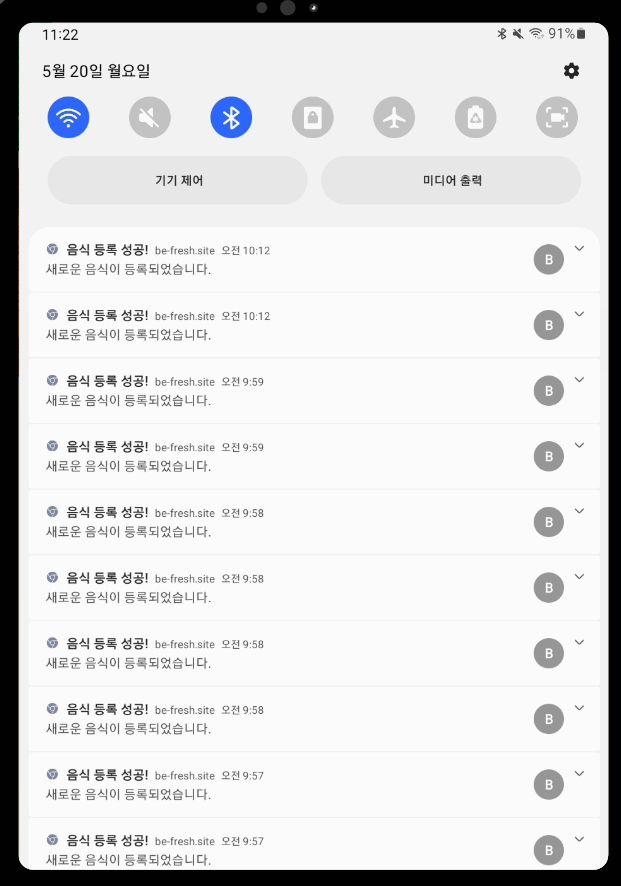 11:22
91%
5월 20일 월요일
기기 제어
미디어 출력
음식 등록 성공! be-fresh.site 오전 10:12
새로운 음식이 등록되었습니다.
B
음식 등록 성공! be-fresh.site 오전 10:12
새로운 음식이 등록되었습니다.
B
음식 등록 성공! be-fresh.site 오전 9:59
새로운 음식이 등록되었습니다.
B
음식 등록 성공! be-fresh.site 오전 9:59
새로운 음식이 등록되었습니다.
B
음식 등록 성공! be-fresh.site 오전 9:58
새로운 음식이 등록되었습니다.
B
음식 등록 성공! be-fresh.site 오전 9:58
새로운 음식이 등록되었습니다.
B
음식 등록 성공! be-fresh.site 오전 9:58
새로운 음식이 등록되었습니다.
B
음식 등록 성공! be-fresh.site 오전 9:58
새로운 음식이 등록되었습니다.
B
음식 등록 성공! be-fresh.site 오전 9:57
새로운 음식이 등록되었습니다.
B
음식 등록 성공! be-fresh.site 오전 9:57
새로운 음식이 등록되었습니다.
B